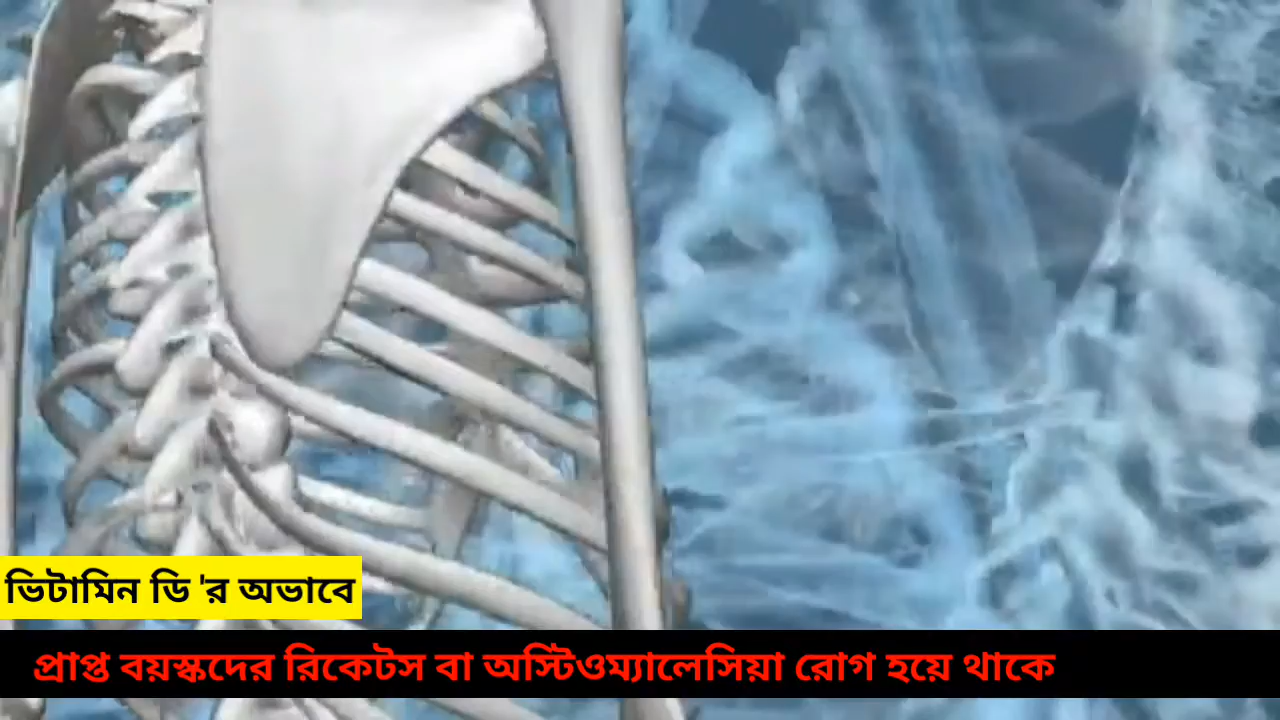 ভিটামিন ডি 'র অভাবে
প্রাপ্ত বয়স্কদের রিকেটস বা অস্টিওম্যালেসিয়া রোগ হয়ে থাকে